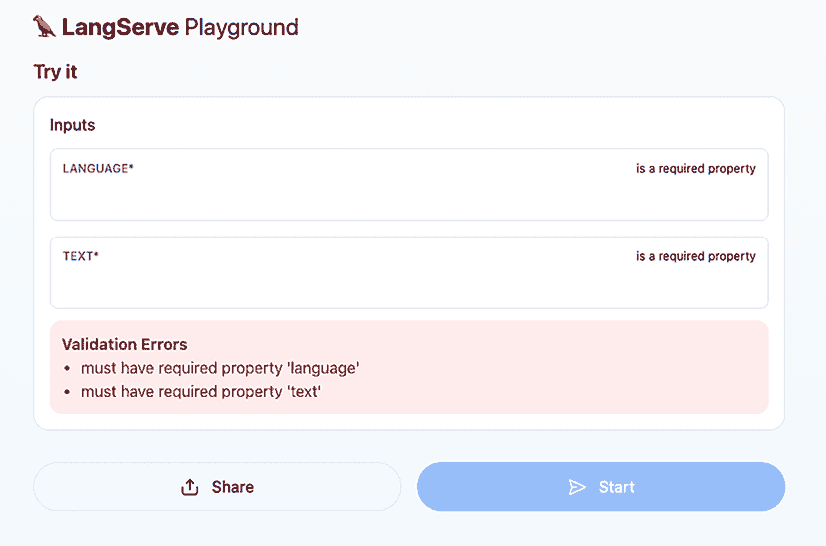 LangServe Playground
Try it
Inputs
LANGUAGE* is a required property
TEXT* is a required property
Validation Errors
• must have required property 'language'
• must have required property 'text'
Share
Start